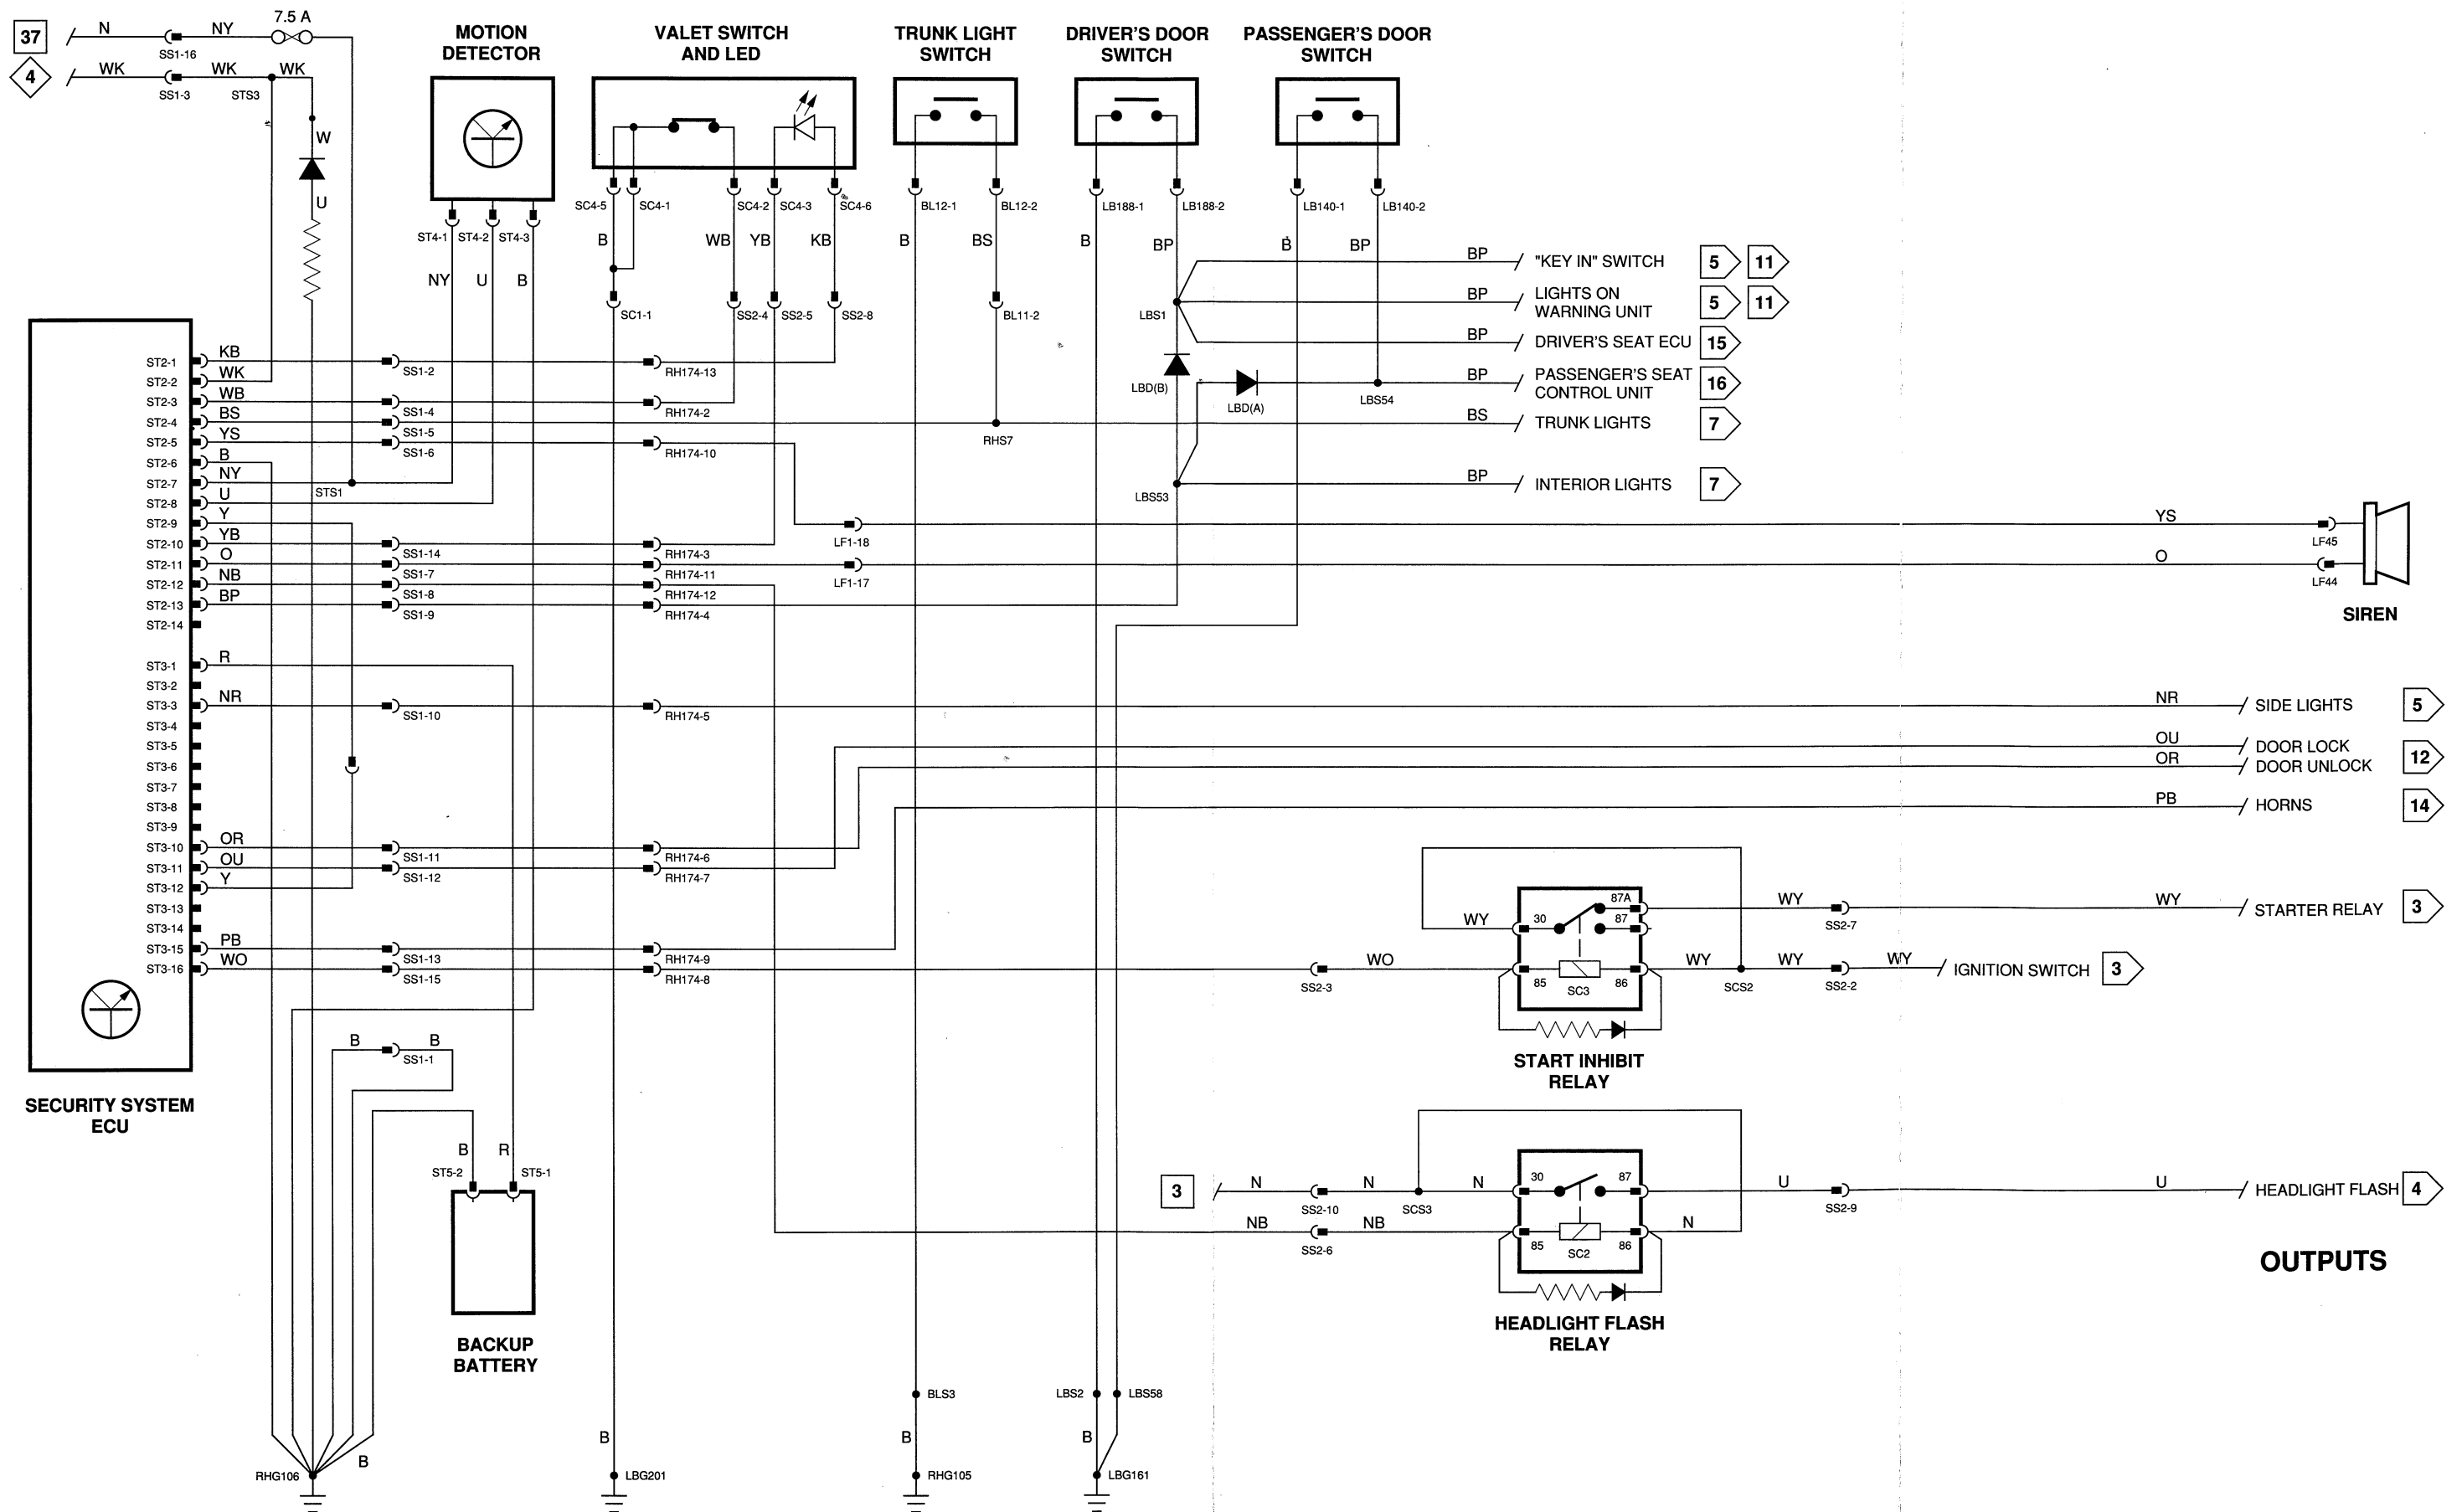 37
N
SS1-16
NY
7.5 A
4
WK
SS1-3
WK
STS3
WK
W
U
MOTION
DETECTOR
ST4-1
ST4-2
ST4-3
NY
U
B
VALET SWITCH
AND LED
SC4-5
SC4-1
SC4-2
SC4-3
SC4-6
B
WB
YB
KB
SC1-1
SS2-4
SS2-5
SS2-8
TRUNK LIGHT
SWITCH
BL12-1
BL12-2
B
BS
BL11-2
RHS7
DRIVER'S DOOR
SWITCH
LB188-1
LB188-2
B
BP
LBS1
LBD(B)
LBD(A)
LBS53
PASSENGER'S DOOR
SWITCH
LB140-1
LB140-2
B
BP
LBS54
BP
"KEY IN" SWITCH
5
11
BP
LIGHTS ON
WARNING UNIT
5
11
BP
DRIVER'S SEAT ECU
15
BP
PASSENGER'S SEAT
CONTROL UNIT
16
BS
TRUNK LIGHTS
7
BP
INTERIOR LIGHTS
7
ST2-1
KB
SS1-2
RH174-13
ST2-2
WK
ST2-3
WB
SS1-4
RH174-2
ST2-4
BS
SS1-5
ST2-5
YS
SS1-6
RH174-10
ST2-6
B
ST2-7
NY
STS1
ST2-8
U
ST2-9
Y
ST2-10
YB
SS1-14
RH174-3
LF1-18
YS
LF45
ST2-11
O
SS1-7
RH174-11
LF1-17
O
LF44
SIREN
ST2-12
NB
SS1-8
RH174-12
ST2-13
BP
SS1-9
RH174-4
ST2-14
ST3-1
R
ST3-2
ST3-3
NR
SS1-10
RH174-5
NR
SIDE LIGHTS
5
ST3-4
ST3-5
OU
DOOR LOCK
ST3-6
OR
DOOR UNLOCK
12
ST3-7
ST3-8
PB
HORNS
14
ST3-9
ST3-10
OR
SS1-11
RH174-6
ST3-11
OU
SS1-12
RH174-7
ST3-12
Y
ST3-13
ST3-14
ST3-15
PB
SS1-13
RH174-9
ST3-16
WO
SS1-15
RH174-8
SS2-3
WO
WY
30
87A
87
85
SC3
86
WY
SS2-7
WY
STARTER RELAY
3
WY
SCS2
WY
SS2-2
WY
IGNITION SWITCH
3
START INHIBIT
RELAY
SECURITY SYSTEM
ECU
B
SS1-1
B
B
R
ST5-2
ST5-1
BACKUP
BATTERY
3
N
SS2-10
N
SCS3
N
30
87
U
SS2-9
U
HEADLIGHT FLASH
4
NB
SS2-6
NB
85
SC2
86
N
HEADLIGHT FLASH
RELAY
OUTPUTS
BLS3
LBS2
LBS58
B
B
B
B
RHG106
LBG201
RHG105
LBG161